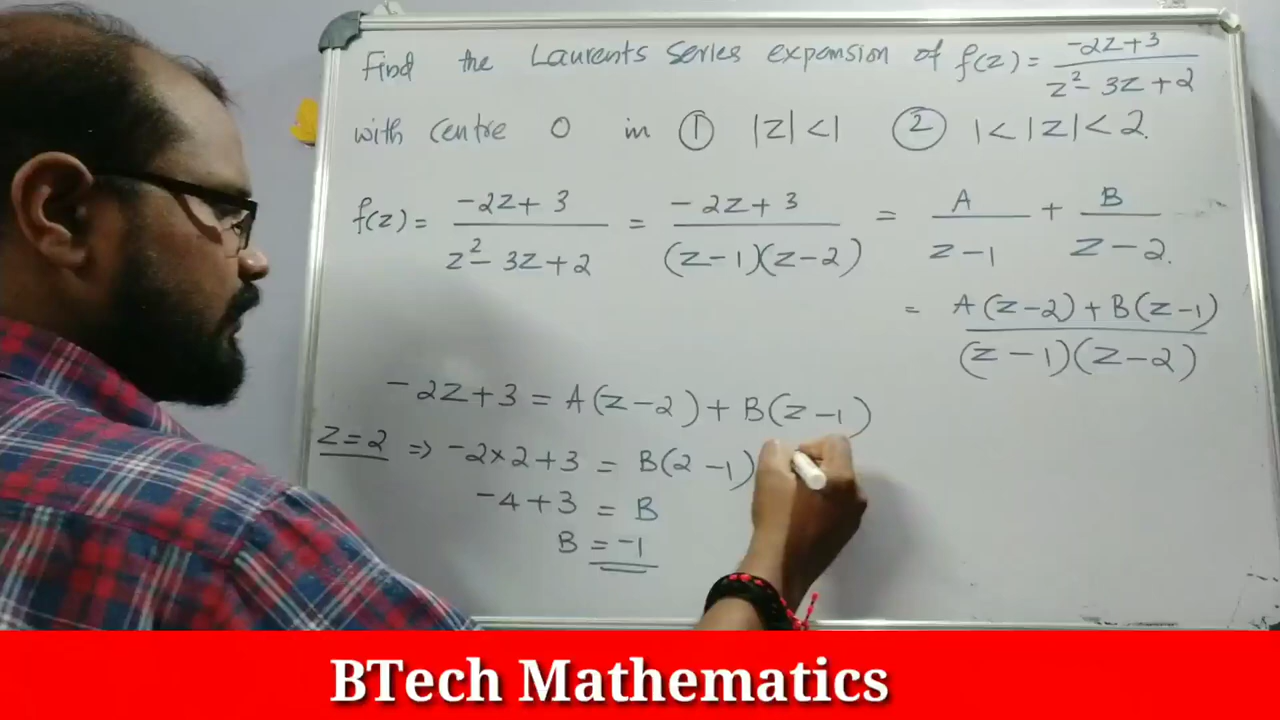 Find the Laurents series expansion of f(z) = -2z+3 / z² - 3z + 2
with centre 0 in ① |z| < 1 ② 1 < |z| < 2.
f(z) = -2z+3 / z² - 3z + 2 = -2z+3 / (z-1)(z-2) = A / z-1 + B / z-2.
= A(z-2) + B(z-1) / (z-1)(z-2)
-2z+3 = A(z-2) + B(z-1)
z=2 ⇒ -2×2+3 = B(2-1)
-4+3 = B
B = -1
BTech Mathematics